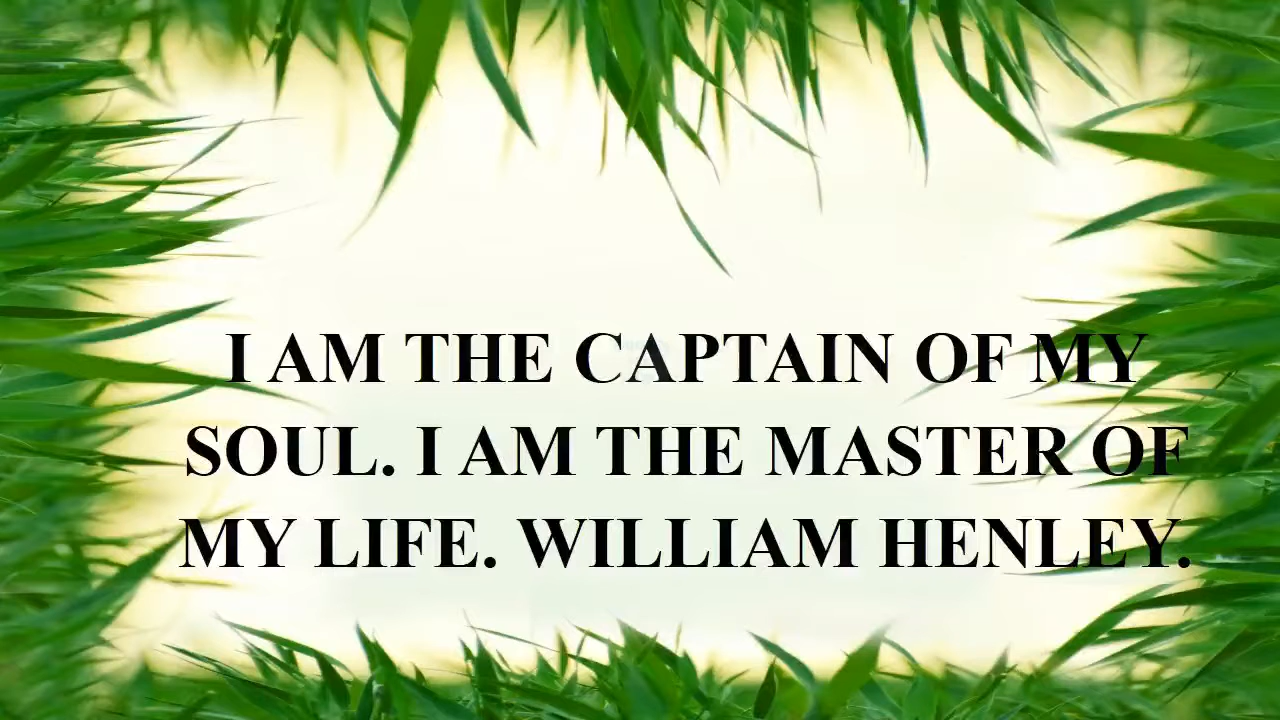 I AM THE CAPTAIN OF MY
SOUL. I AM THE MASTER OF
MY LIFE. WILLIAM HENLEY.